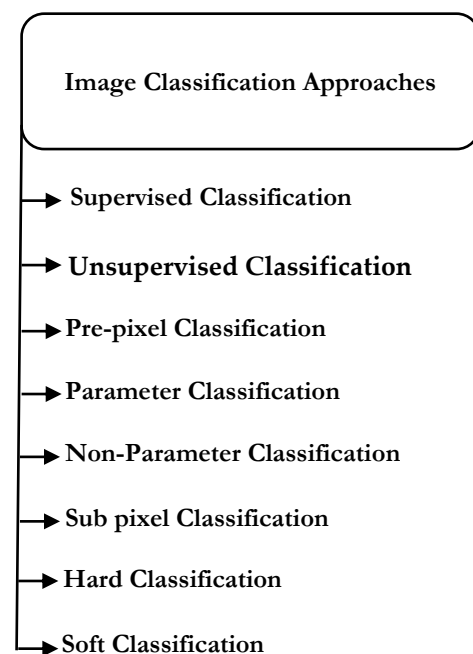 Image Classification Approaches
Supervised Classification
Unsupervised Classification
Pre-pixel Classification
Parameter Classification
Non-Parameter Classification
Sub pixel Classification
Hard Classification
Soft Classification